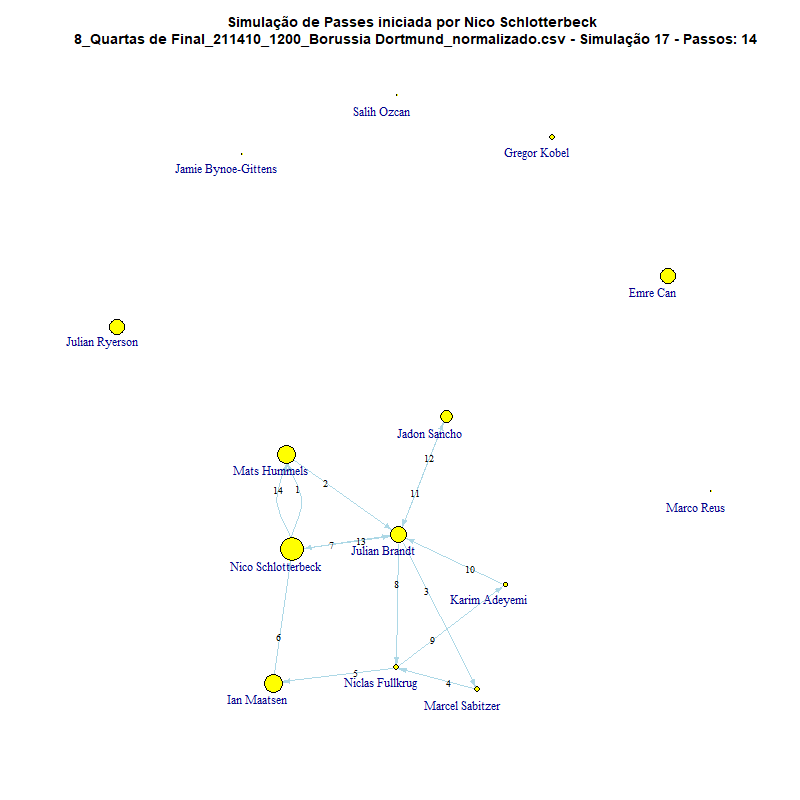 Simulação de Passes iniciada por Nico Schlotterbeck
8_Quartas de Final_211410_1200_Borussia Dortmund_normalizado.csv - Simulação 17 - Passos: 14
Salih Ozcan
Gregor Kobel
Jamie Bynoe-Gittens
Emre Can
Julian Ryerson
Jadon Sancho
12
Mats Hummels
2
14
1
11
Marco Reus
7
13
Julian Brandt
Nico Schlotterbeck
10
8
3
Karim Adeyemi
6
9
5
4
Niclas Fullkrug
Ian Maatsen
Marcel Sabitzer